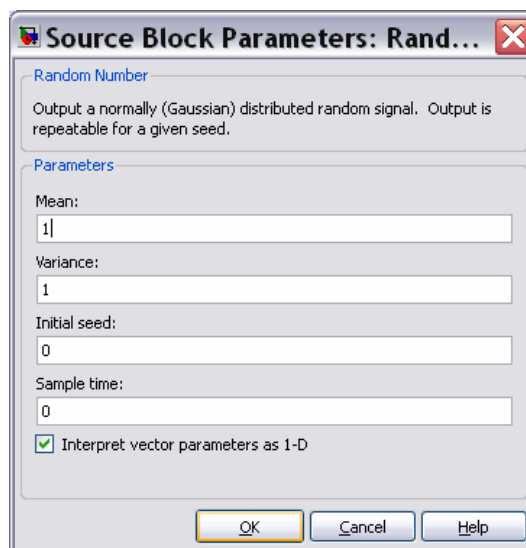 Source Block Parameters: Rand...
Random Number
Output a normally (Gaussian) distributed random signal.  Output is
repeatable for a given seed.
Parameters
Mean:
1
Variance:
1
Initial seed:
0
Sample time:
0
Interpret vector parameters as 1-D
OK
Cancel
Help